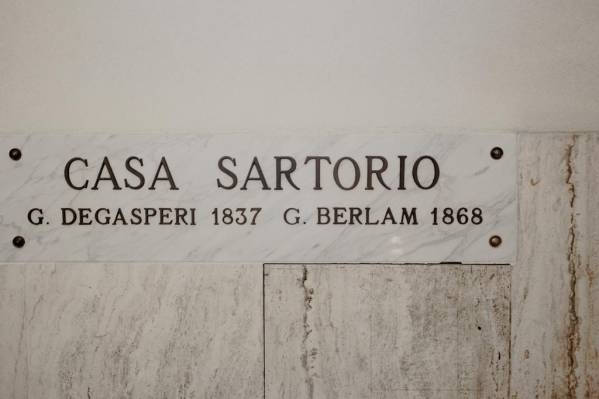 CASA SARTORIO
G. DEGASPERI 1837 G. BERLAM 1868